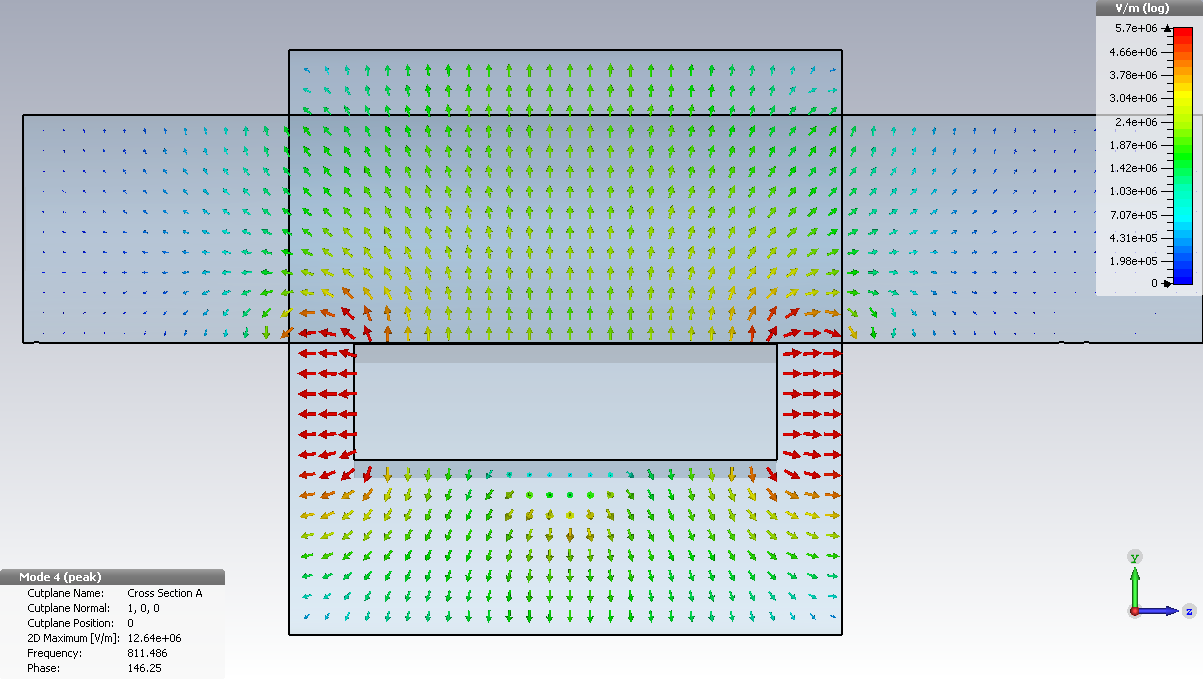 V/m (log)
5.7e+06
4.66e+06
3.78e+06
3.04e+06
2.4e+06
1.87e+06
1.42e+06
1.03e+06
7.07e+05
4.31e+05
1.98e+05
0
Y
z
Mode 4 (peak)
Cutplane Name: Cross Section A
Cutplane Normal: 1, 0, 0
Cutplane Position: 0
2D Maximum [V/m]: 12.64e+06
Frequency: 811.486
Phase: 146.25